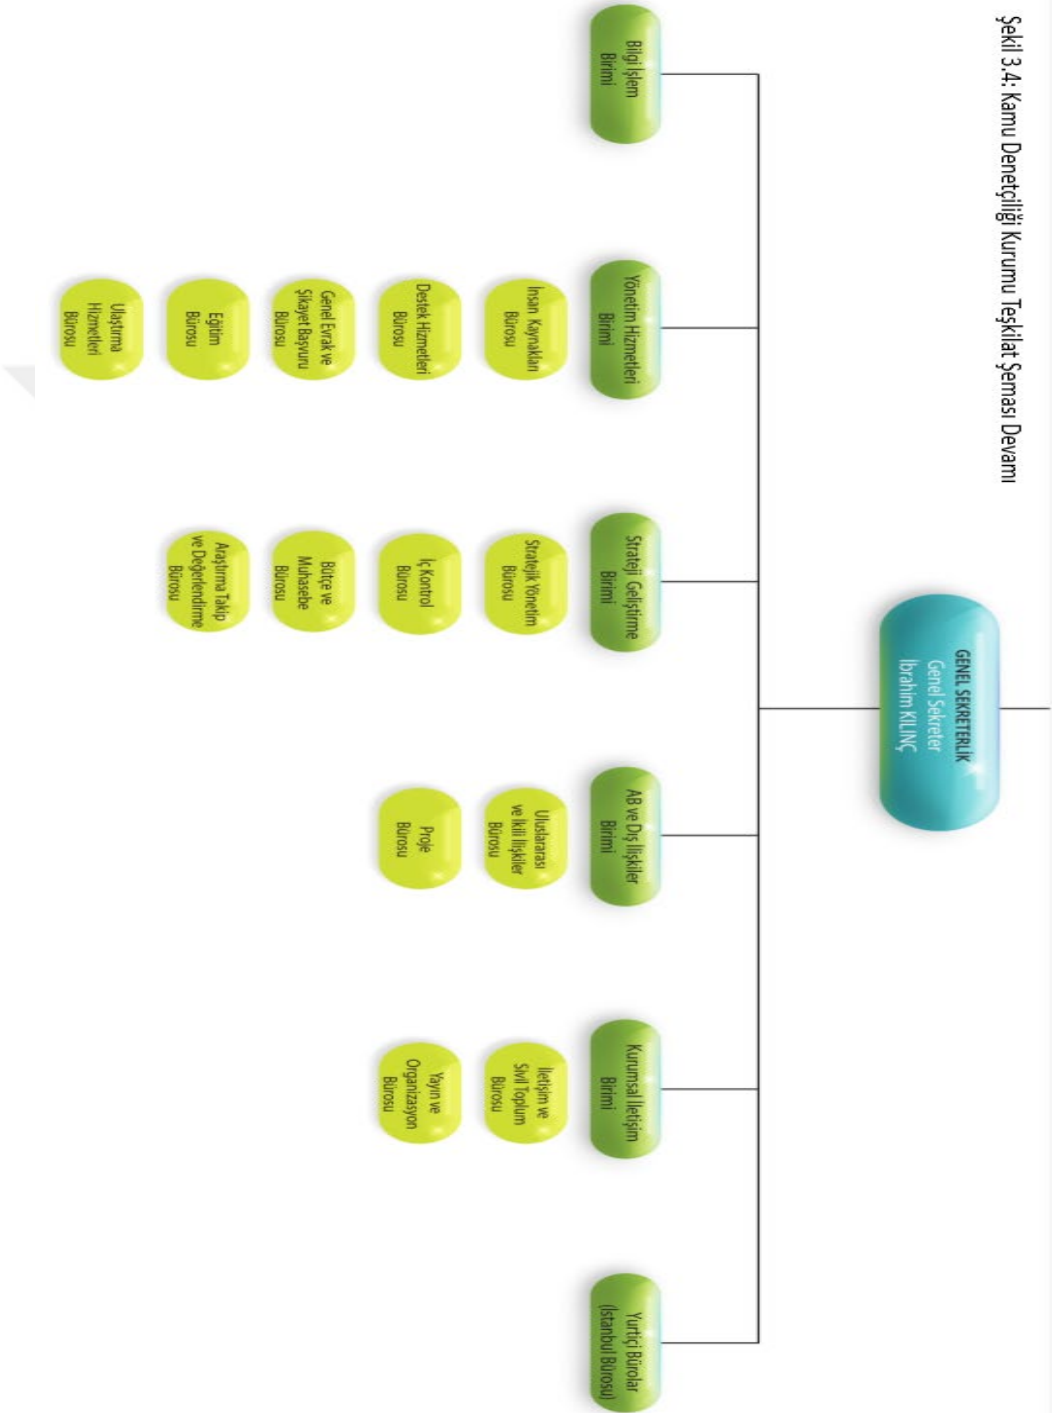 Şekil 3.4: Kamu Denetçiliği Kurumu Teşkilat Şeması Devamı
GENEL SEKRETERLİK
Genel Sekreter
İbrahim KILINÇ
Bilgi İşlem
Birimi
Yönetim Hizmetleri
Birimi
İnsan Kaynakları
Bürosu
Destek Hizmetleri
Bürosu
Genel Evrak ve
Şikayet Başvuru
Bürosu
Eğitim
Bürosu
Ulaştırma
Hizmetleri
Bürosu
Strateji Geliştirme
Birimi
Stratejik Yönetim
Bürosu
İç Kontrol
Bürosu
Bütçe ve
Muhasebe
Bürosu
Araştırma Takip
ve Değerlendirme
Bürosu
AB ve Dış İlişkiler
Birimi
Uluslararası
ve İkili İlişkiler
Bürosu
Proje
Bürosu
Kurumsal İletişim
Birimi
İletişim ve
Sivil Toplum
Bürosu
Yayın ve
Organizasyon
Bürosu
Yurtiçi Bürolar
(İstanbul Bürosu)